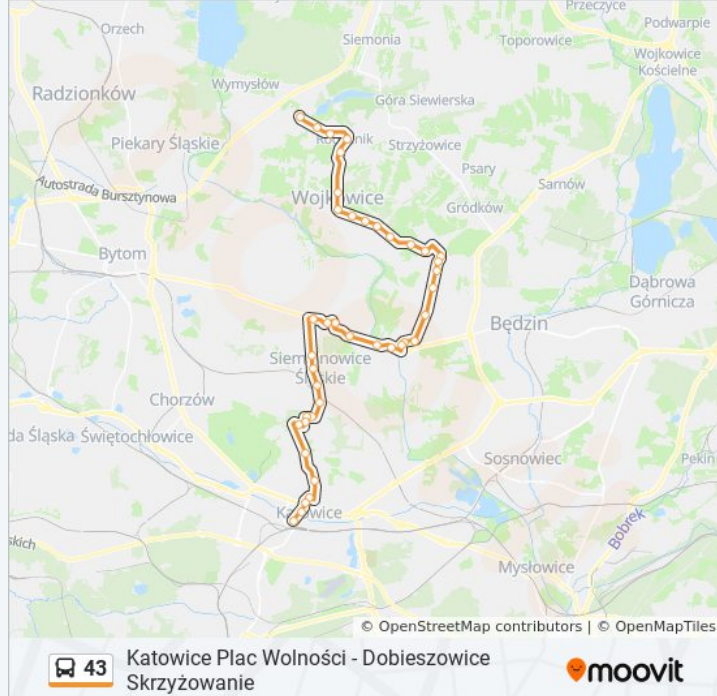 Przeczyce
Orzech
Podwarpie
Siemonia
Toporowice
Wojkowice
Kościelne
Wymysłów
Radzionków
Góra Siewierska
Piekary Śląskie
Strzyżowice
Psary
Sarnów
Autostrada Bursztynowa
Wojkowice
Gródków
Bytom
Dąbrowa
Górnicza
Będzin
Siemianowice
Śląskie
Chorzów
da Śląska Świętochłowice
Sosnowiec
Pekin
Katowice
Bobrek
skich
Mysłowice
© OpenStreetMap contributors | © OpenMapTiles
43
Katowice Plac Wolności - Dobieszowice
Skrzyżowanie
moovit